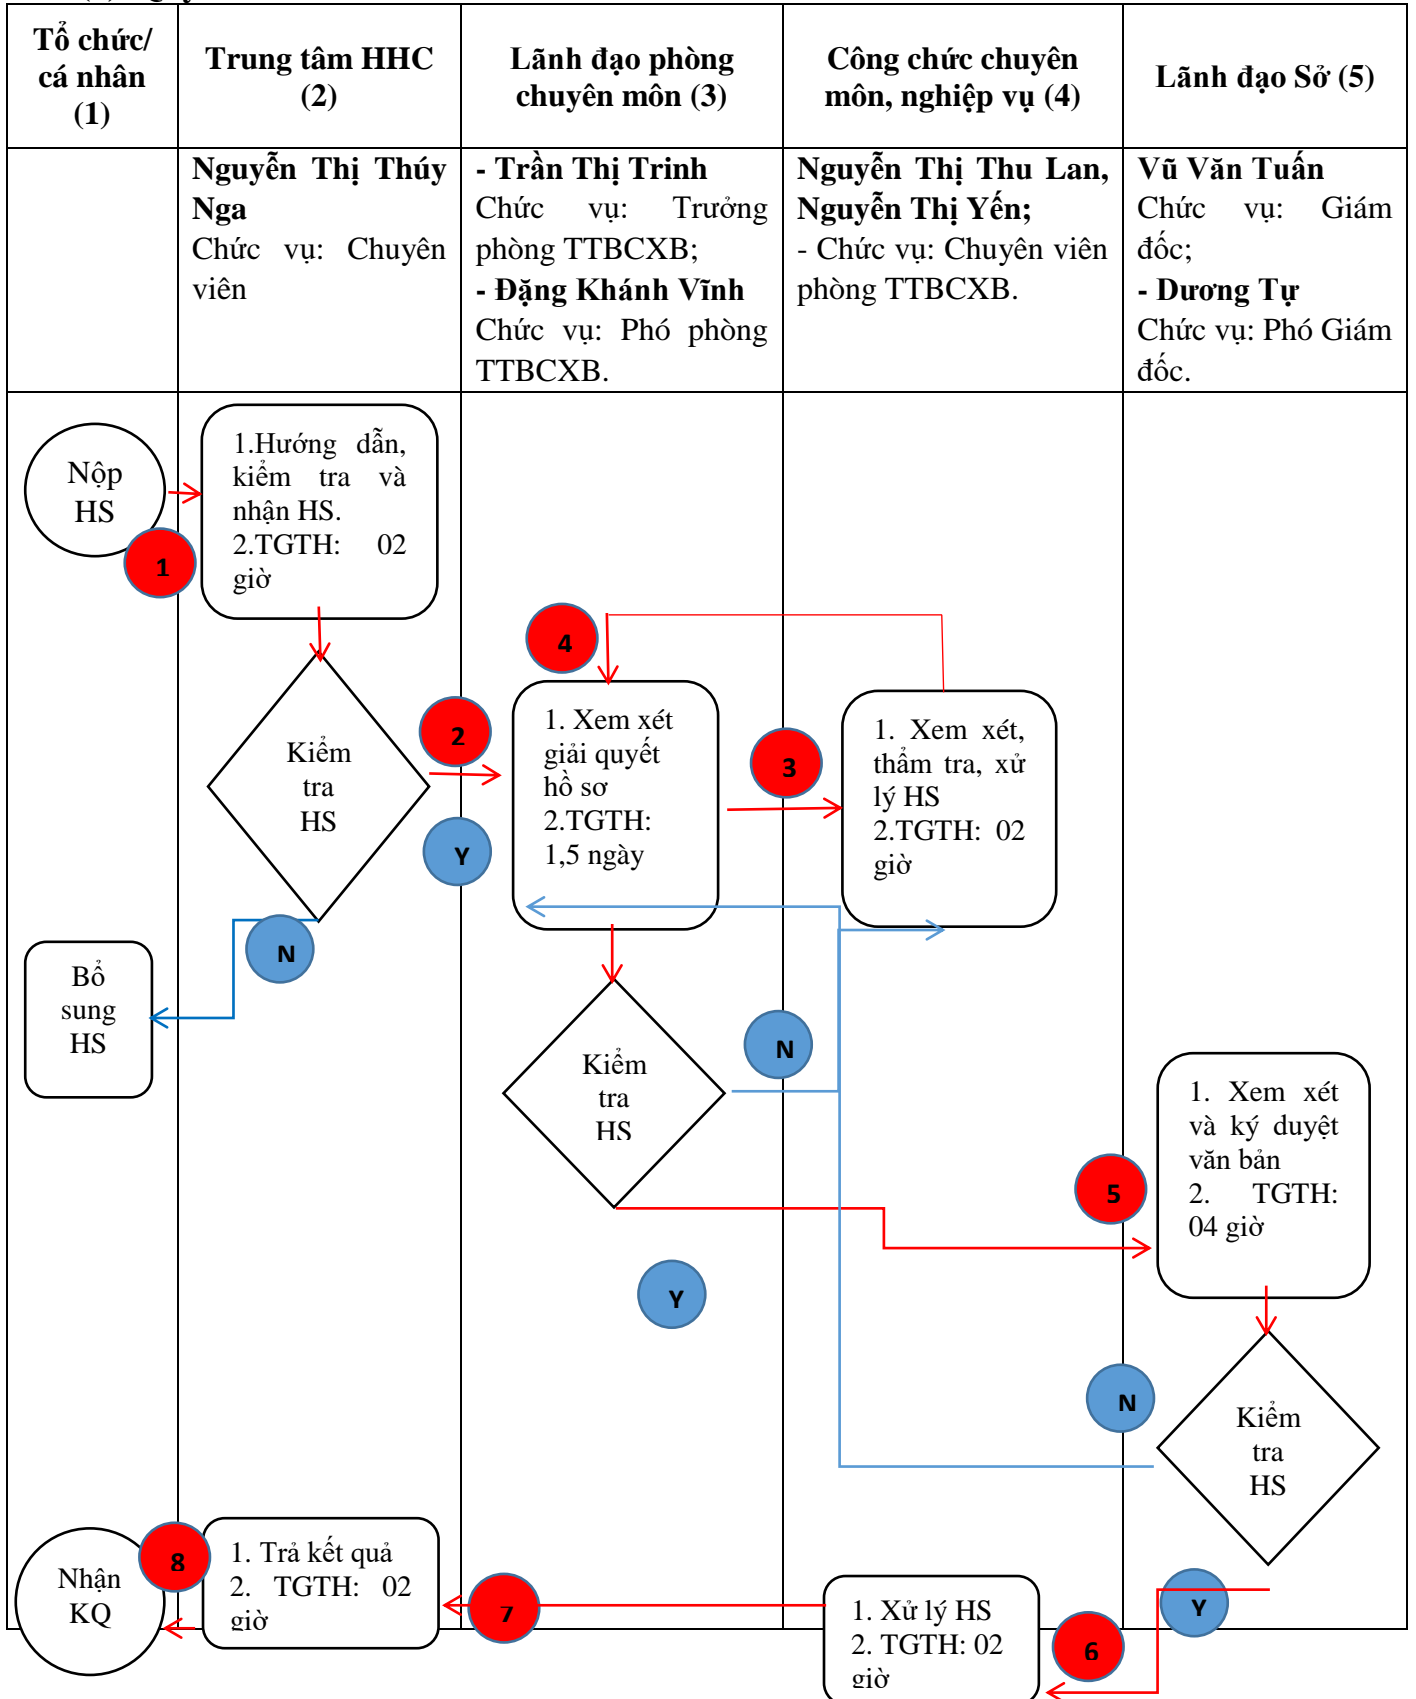 Tổ chức/
cá nhân
(1)
Trung tâm HHC
(2)
Lãnh đạo phòng
chuyên môn (3)
Công chức chuyên
môn, nghiệp vụ (4)
Lãnh đạo Sở (5)
Nguyễn Thị Thúy
Nga
Chức vụ: Chuyên
viên
- Trần Thị Trinh
Chức vụ: Trưởng
phòng TTBCXB;
- Đặng Khánh Vĩnh
Chức vụ: Phó phòng
TTBCXB.
Nguyễn Thị Thu Lan,
Nguyễn Thị Yến;
- Chức vụ: Chuyên viên
phòng TTBCXB.
Vũ Văn Tuấn
Chức vụ: Giám
đốc;
- Dương Tự
Chức vụ: Phó Giám
đốc.
Nộp
HS
1
1.Hướng dẫn,
kiểm tra và
nhận HS.
2.TGTH: 02
giờ
Kiểm
tra
HS
2
Y
N
Bổ
sung
HS
4
1. Xem xét
giải quyết
hồ sơ
2.TGTH:
1,5 ngày
3
1. Xem xét,
thẩm tra, xử
lý HS
2.TGTH: 02
giờ
Kiểm
tra
HS
N
Y
5
1. Xem xét
và ký duyệt
văn bản
2. TGTH:
04 giờ
N
Kiểm
tra
HS
Y
6
1. Xử lý HS
2. TGTH: 02
giờ
7
1. Trả kết quả
2. TGTH: 02
giờ
8
Nhận
KQ